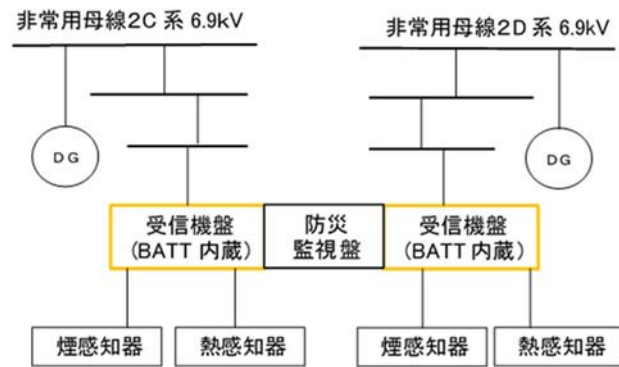 非常用母線2C 系 6.9kV
非常用母線2D 系 6.9kV
DG
DG
受信機盤
(BATT 内蔵)
防災
監視盤
受信機盤
(BATT 内蔵)
煙感知器
熱感知器
煙感知器
熱感知器